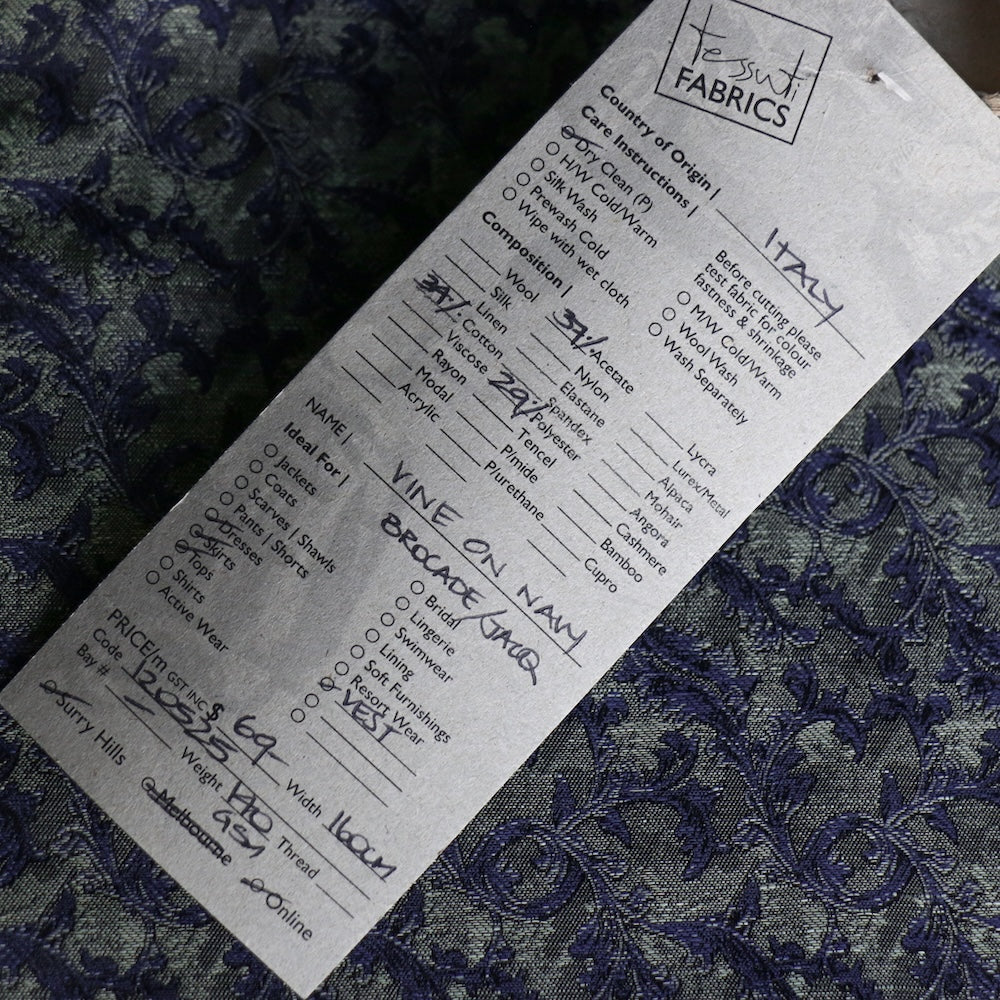 tessuti
FABRICS
Country of Origin | ITALY
Care Instructions |
Dry Clean (P)
H/W Cold/Warm
Silk Wash
Prewash Cold
Wipe with wet cloth
Before cutting please
test fabric for colour
fastness & shrinkage
M/W Cold/Warm
Wool Wash
Wash Separately
Composition |
Wool
Silk
Linen
34% Cotton
Viscose
Rayon
Modal
Acrylic
37% Acetate
Nylon
Elastane
Spandex
29% Polyester
Tencel
P/mide
P/urethane
Lycra
Lurex/Metal
Alpaca
Mohair
Angora
Cashmere
Bamboo
Cupro
NAME | VINE ON NAVY
BROCADE/JACQ
Ideal For |
Jackets
Coats
Scarves | Shawls
Pants | Shorts
Dresses
Skirts
Tops
Shirts
Active Wear
Bridal
Lingerie
Swimwear
Lining
Soft Furnishings
Resort Wear
VEST
PRICE/m GST INC $ 69-
Code 120525
Bay #
Weight 140 GSM
Width 160CM
Thread
Surry Hills
Melbourne
Online